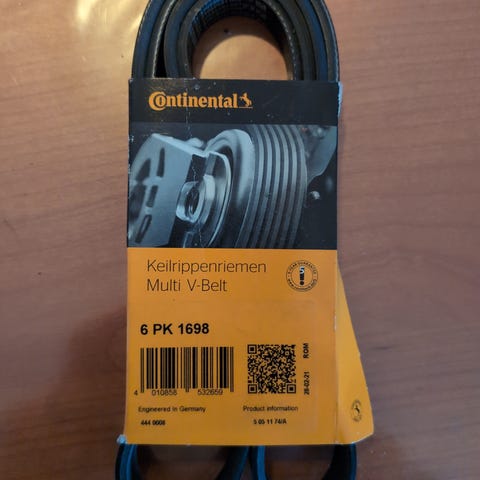 Continental
Keilrippenriemen
Multi V-Belt
6 PK 1698
4 010858 532659
28-02-21 ROM
Engineered In Germany
Product information
444 0008
5 05 11 74/A